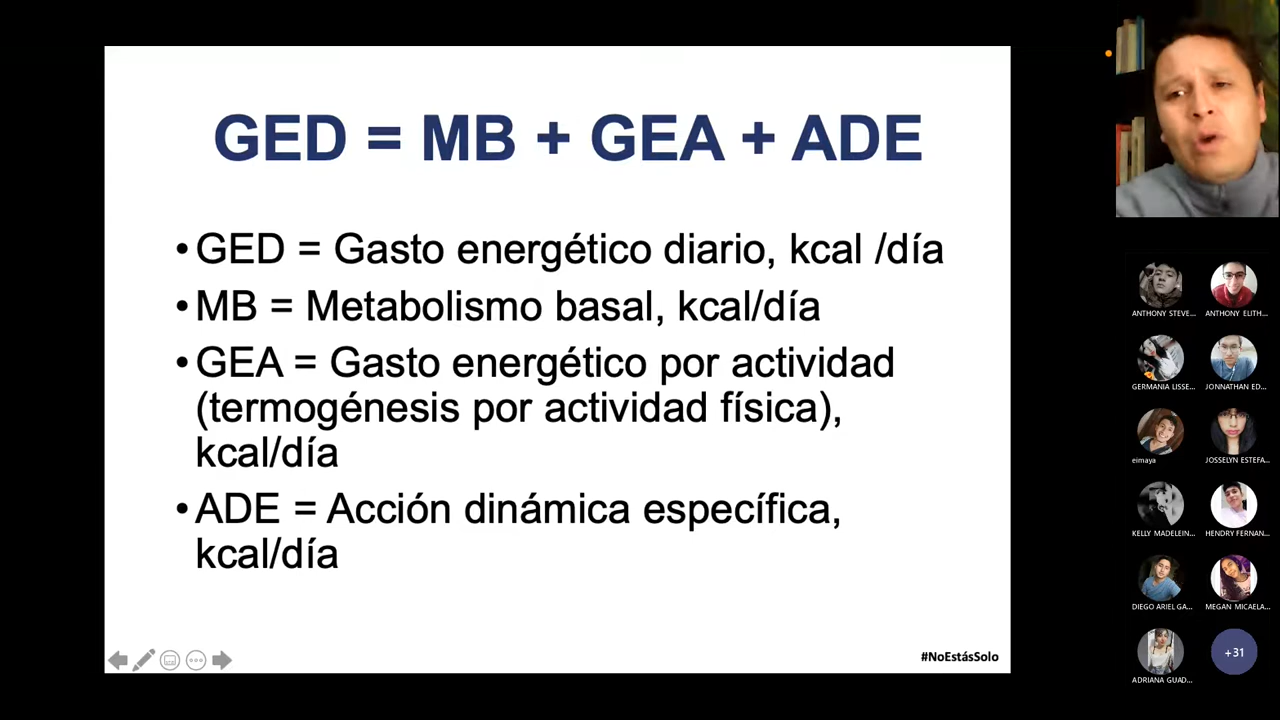 GED = MB + GEA + ADE
•GED = Gasto energético diario, kcal /día
•MB = Metabolismo basal, kcal/día
•GEA = Gasto energético por actividad
(termogénesis por actividad física),
kcal/día
•ADE = Acción dinámica específica,
kcal/día
#NoEstásSolo
ANTHONY STEVE...
ANTHONY ELITH...
GERMANIA LISSE...
JONNATHAN ED...
eimaya
JOSSELYN ESTEFA...
KELLY MADELEIN...
HENDRY FERNAN...
DIEGO ARIEL GA...
MEGAN MICAELA...
ADRIANA GUAD...
+31